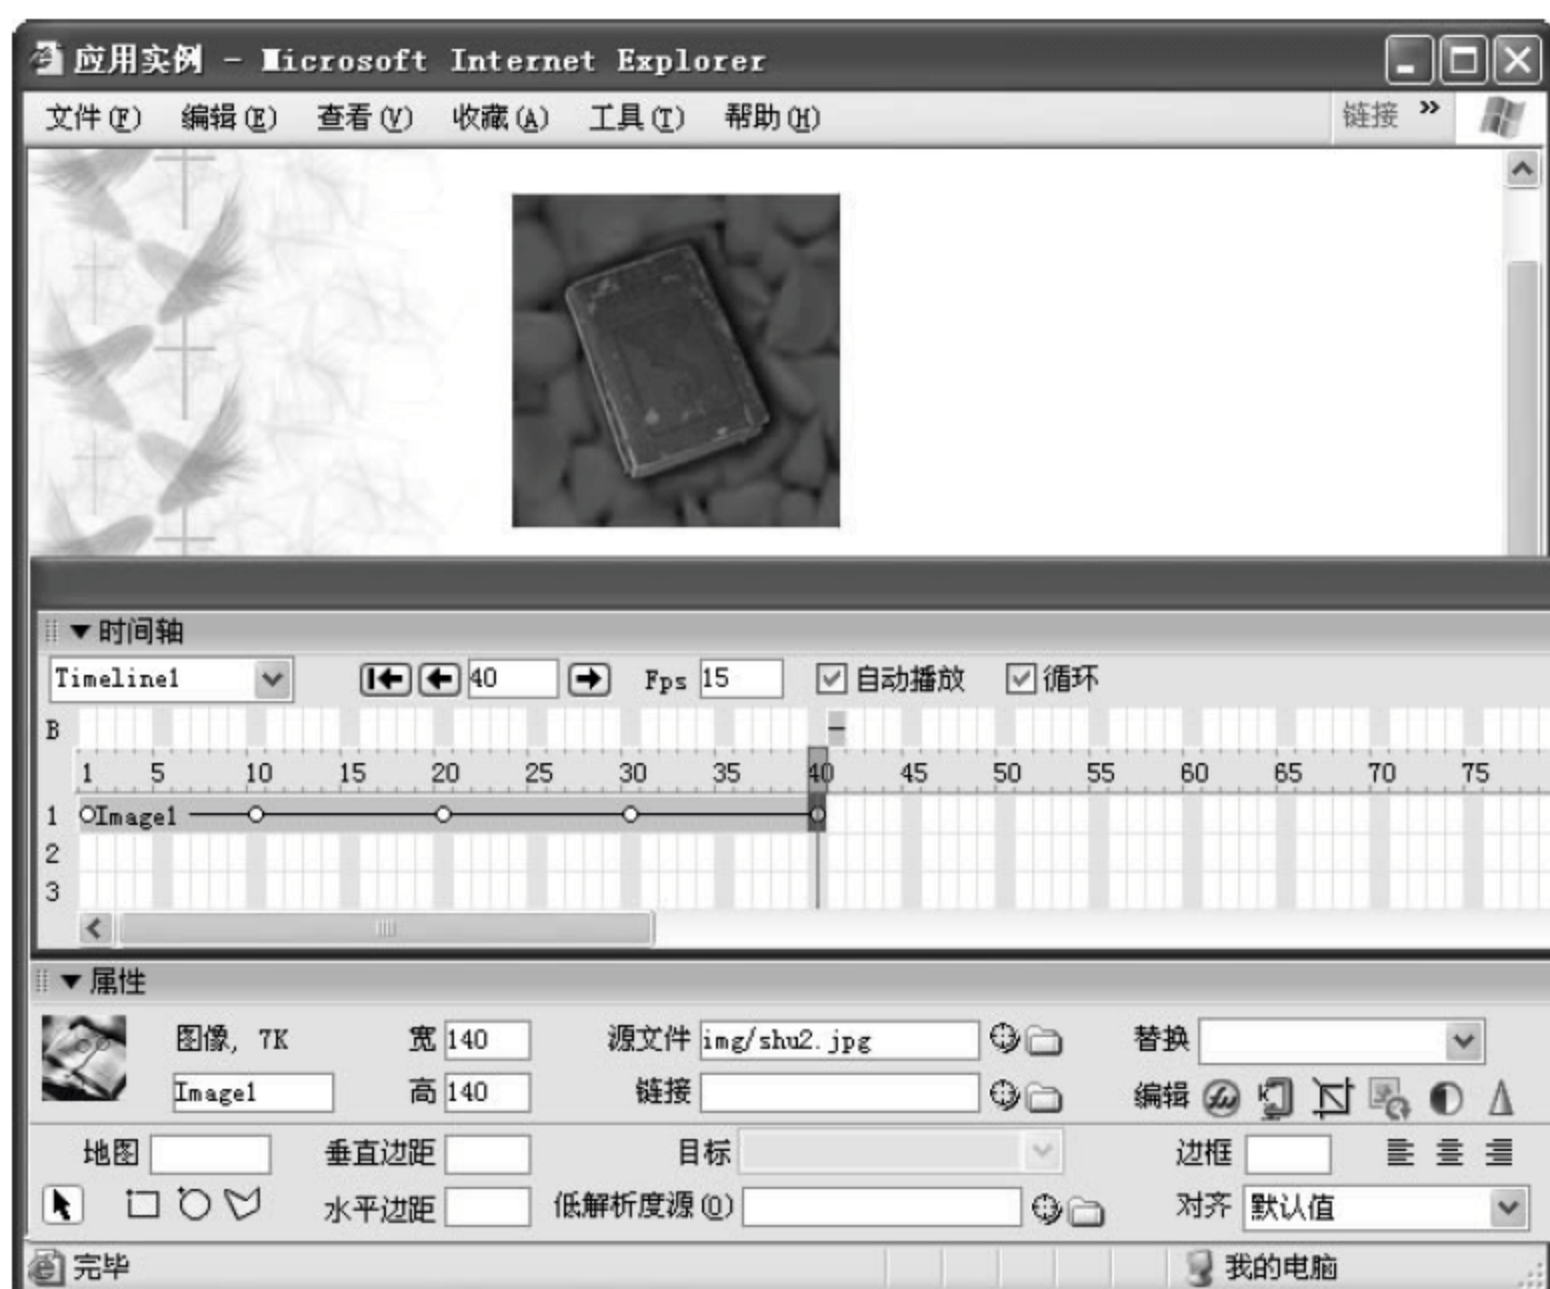 应用实例 - Microsoft Internet Explorer
文件(F) 编辑(E) 查看(V) 收藏(A) 工具(T) 帮助(H) 链接 »
时间轴
Timeline1 40 Fps 15 自动播放 循环
B
1 5 10 15 20 25 30 35 40 45 50 55 60 65 70 75
1 Image1
2
3
属性
图像, 7K 宽 140 源文件 img/shu2.jpg 替换
Image1 高 140 链接 编辑
地图 垂直边距 目标 边框
水平边距 低解析度源(O) 对齐 默认值
完毕 我的电脑